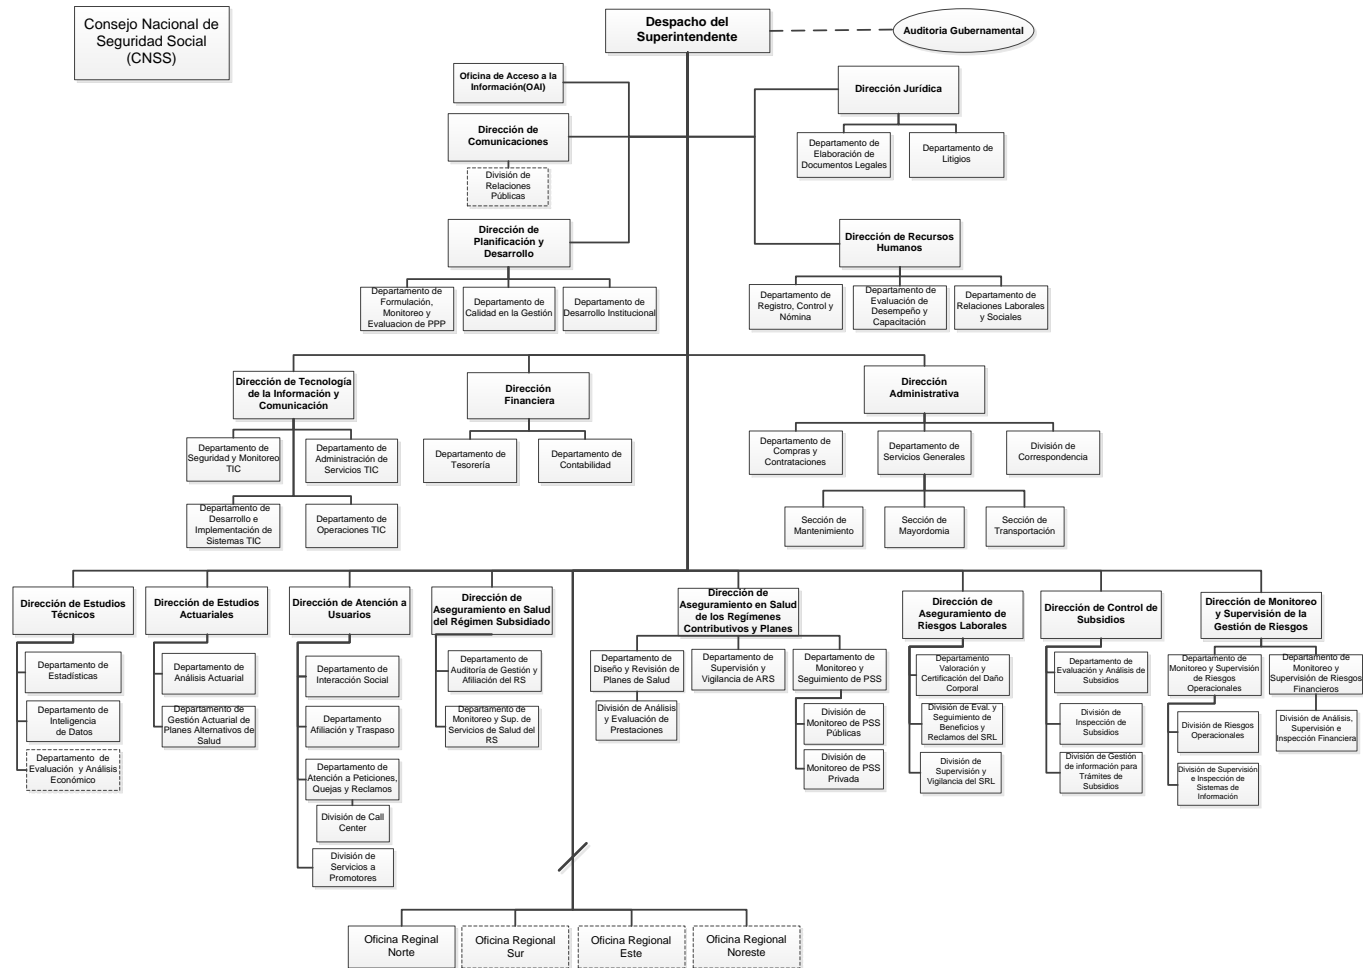 Consejo Nacional de
Seguridad Social
(CNSS)
Despacho del
Superintendente
Auditoria Gubernamental
Oficina de Acceso a la
Información(OAI)
Dirección Jurídica
Dirección de
Comunicaciones
Departamento de
Elaboración de
Documentos Legales
Departamento de
Litigios
División de
Relaciones
Públicas
Dirección de
Planificación y
Desarrollo
Dirección de Recursos
Humanos
Departamento de
Formulación,
Monitoreo y
Evaluacion de PPP
Departamento de
Calidad en la Gestión
Departamento de
Desarrollo Institucional
Departamento de
Registro, Control y
Nómina
Departamento de
Evaluación de
Desempeño y
Capacitación
Departamento de
Relaciones Laborales
y Sociales
Dirección de Tecnología
de la Información y
Comunicación
Dirección
Financiera
Dirección
Administrativa
Departamento de
Seguridad y Monitoreo
TIC
Departamento de
Administración de
Servicios TIC
Departamento de
Tesorería
Departamento de
Contabilidad
Departamento de
Compras y
Contrataciones
Departamento de
Servicios Generales
División de
Correspondencia
Departamento de
Desarrollo e
Implementación de
Sistemas TIC
Departamento de
Operaciones TIC
Sección de
Mantenimiento
Sección de
Mayordomia
Sección de
Transportación
Dirección de Estudios
Técnicos
Dirección de Estudios
Actuariales
Dirección de Atención a
Usuarios
Dirección de
Aseguramiento en Salud
del Régimen Subsidiado
Dirección de
Aseguramiento en Salud
de los Regímenes
Contributivos y Planes
Dirección de
Aseguramiento de
Riesgos Laborales
Dirección de Control de
Subsidios
Dirección de Monitoreo
y Supervisión de la
Gestión de Riesgos
Departamento de
Estadísticas
Departamento de
Inteligencia
de Datos
Departamento  de
Evaluación  y Análisis
Económico
Departamento de
Análisis Actuarial
Departamento de
Gestión Actuarial de
Planes Alternativos de
Salud
Departamento de
Interacción Social
Departamento
Afiliación y Traspaso
Departamento de
Atención a Peticiones,
Quejas y Reclamos
División de Call
Center
División de
Servicios a
Promotores
Departamento de
Auditoría de Gestión y
Afiliación del RS
Departamento de
Monitoreo y Sup. de
Servicios de Salud del
RS
Departamento de
Diseño y Revisión de
Planes de Salud
División de Análisis
y Evaluación de
Prestaciones
Departamento de
Supervisión y
Vigilancia de ARS
Departamento de
Monitoreo y
Seguimiento de PSS
División de
Monitoreo de PSS
Públicas
División de
Monitoreo de PSS
Privada
Departamento
Valoración y
Certificación del Daño
Corporal
División de Eval. y
Seguimiento de
Beneficios y
Reclamos del SRL
División de
Supervisión y
Vigilancia del SRL
Departamento de
Evaluación y Análisis de
Subsidios
División de
Inspección de
Subsidios
División de Gestión
de información para
Trámites de
Subsidios
Departamento de
Monitoreo y Supervisión
de Riesgos
Operacionales
División de Riesgos
Operacionales
División de Supervisión
e Inspección de
Sistemas de
Información
Departamento de
Monitoreo y
Supervisión de Riesgos
Financieros
División de Análisis,
Supervisión e
Inspección Financiera
Oficina Reginal
Norte
Oficina Regional
Sur
Oficina Regional
Este
Oficina Regional
Noreste